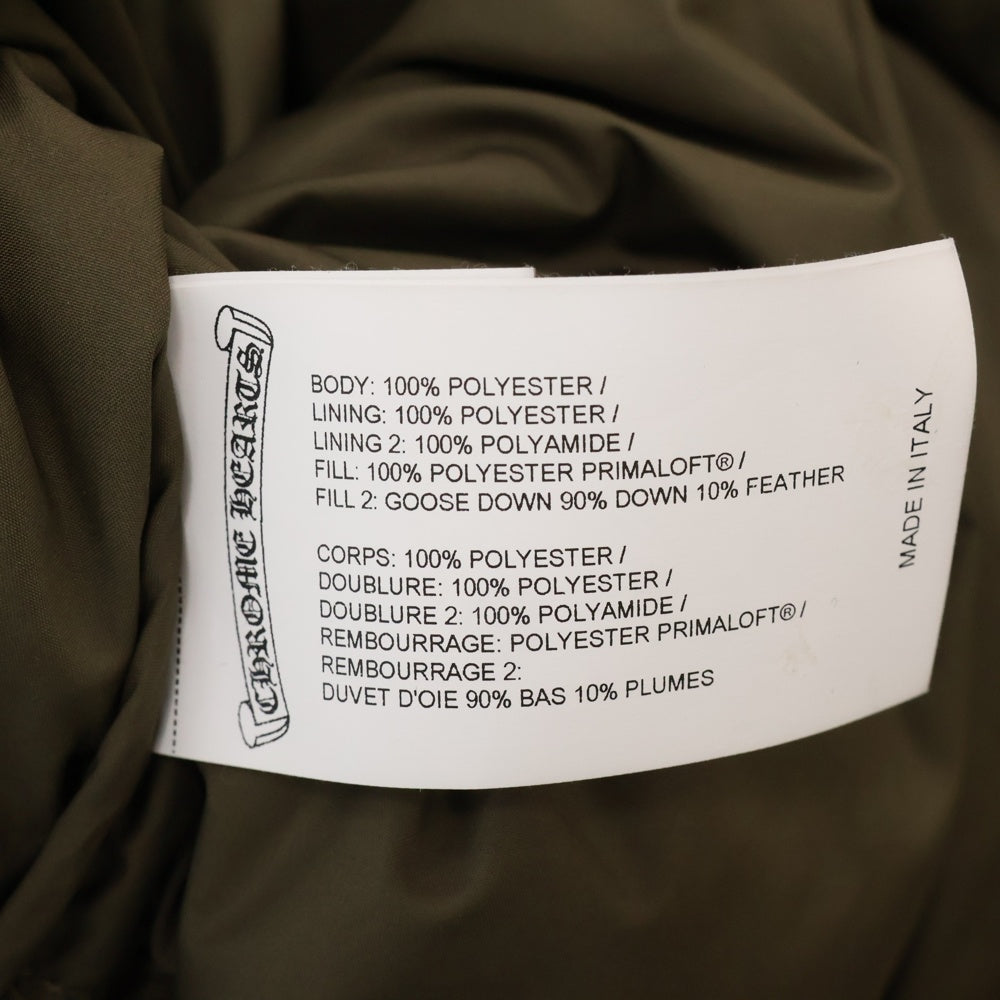 CHROME HEARTS
BODY: 100% POLYESTER /
LINING: 100% POLYESTER /
LINING 2: 100% POLYAMIDE /
FILL: 100% POLYESTER PRIMALOFT® /
FILL 2: GOOSE DOWN 90% DOWN 10% FEATHER
CORPS: 100% POLYESTER /
DOUBLURE: 100% POLYESTER /
DOUBLURE 2: 100% POLYAMIDE /
REMBOURRAGE: POLYESTER PRIMALOFT® /
REMBOURRAGE 2:
DUVET D'OIE 90% BAS 10% PLUMES
MADE IN ITALY